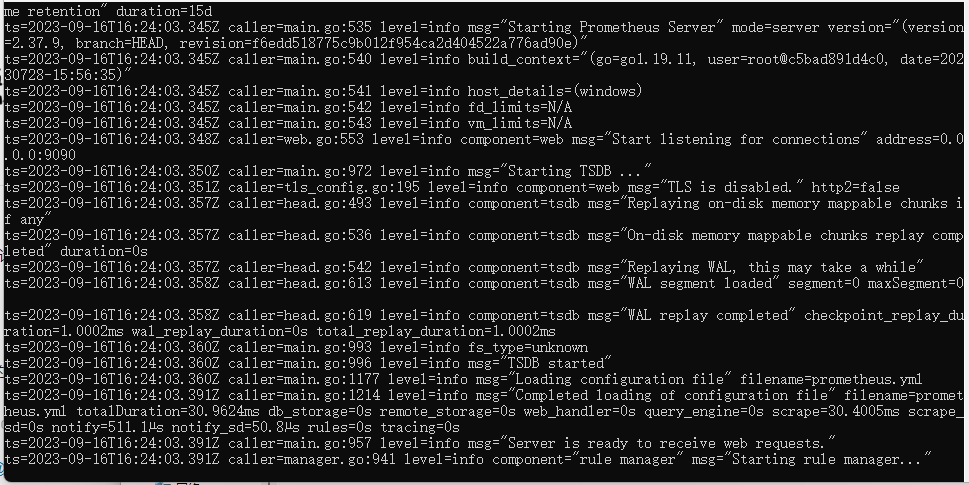 me retention" duration=15d
ts=2023-09-16T16:24:03.345Z caller=main.go:535 level=info msg="Starting Prometheus Server" mode=server version="(version
=2.37.9, branch=HEAD, revision=f6edd518775c9b012f954ca2d404522a776ad90e)"
ts=2023-09-16T16:24:03.345Z caller=main.go:540 level=info build_context="(go=go1.19.11, user=root@c5bad891d4c0, date=202
30728-15:56:35)"
ts=2023-09-16T16:24:03.345Z caller=main.go:541 level=info host_details=(windows)
ts=2023-09-16T16:24:03.345Z caller=main.go:542 level=info fd_limits=N/A
ts=2023-09-16T16:24:03.345Z caller=main.go:543 level=info vm_limits=N/A
ts=2023-09-16T16:24:03.348Z caller=web.go:553 level=info component=web msg="Start listening for connections" address=0.0
.0.0:9090
ts=2023-09-16T16:24:03.350Z caller=main.go:972 level=info msg="Starting TSDB ..."
ts=2023-09-16T16:24:03.351Z caller=tls_config.go:195 level=info component=web msg="TLS is disabled." http2=false
ts=2023-09-16T16:24:03.357Z caller=head.go:493 level=info component=tsdb msg="Replaying on-disk memory mappable chunks i
f any"
ts=2023-09-16T16:24:03.357Z caller=head.go:536 level=info component=tsdb msg="On-disk memory mappable chunks replay comp
leted" duration=0s
ts=2023-09-16T16:24:03.357Z caller=head.go:542 level=info component=tsdb msg="Replaying WAL, this may take a while"
ts=2023-09-16T16:24:03.358Z caller=head.go:613 level=info component=tsdb msg="WAL segment loaded" segment=0 maxSegment=0
ts=2023-09-16T16:24:03.358Z caller=head.go:619 level=info component=tsdb msg="WAL replay completed" checkpoint_replay_du
ration=1.0002ms wal_replay_duration=0s total_replay_duration=1.0002ms
ts=2023-09-16T16:24:03.360Z caller=main.go:993 level=info fs_type=unknown
ts=2023-09-16T16:24:03.360Z caller=main.go:996 level=info msg="TSDB started"
ts=2023-09-16T16:24:03.360Z caller=main.go:1177 level=info msg="Loading configuration file" filename=prometheus.yml
ts=2023-09-16T16:24:03.391Z caller=main.go:1214 level=info msg="Completed loading of configuration file" filename=promet
heus.yml totalDuration=30.9624ms db_storage=0s remote_storage=0s web_handler=0s query_engine=0s scrape=30.4005ms scrape_
sd=0s notify=511.1µs notify_sd=50.8µs rules=0s tracing=0s
ts=2023-09-16T16:24:03.391Z caller=main.go:957 level=info msg="Server is ready to receive web requests."
ts=2023-09-16T16:24:03.391Z caller=manager.go:941 level=info component="rule manager" msg="Starting rule manager..."